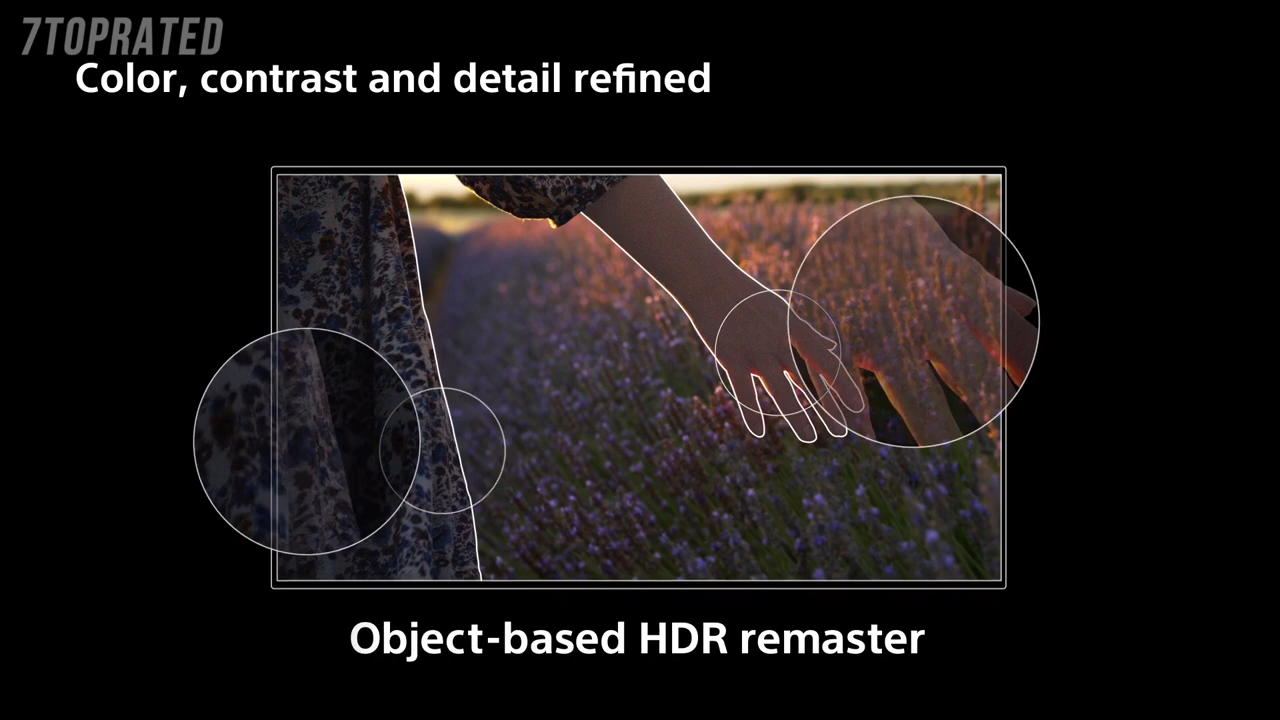 7TOPRATED
Color, contrast and detail refined
Object-based HDR remaster